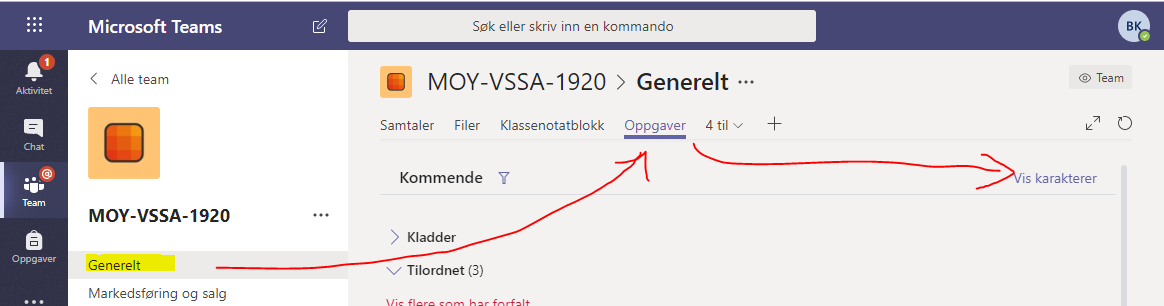 Microsoft Teams
Søk eller skriv inn en kommando
BK
1
Aktivitet
Chat
@
Team
Oppgaver
Alle team
MOY-VSSA-1920
Generelt
Markedsføring og salg
MOY-VSSA-1920 > Generelt
Team
Samtaler Filer Klassenotatblokk Oppgaver 4 til
Kommende
Vis karakterer
Kladder
Tilordnet (3)
Vis flere som har forfalt